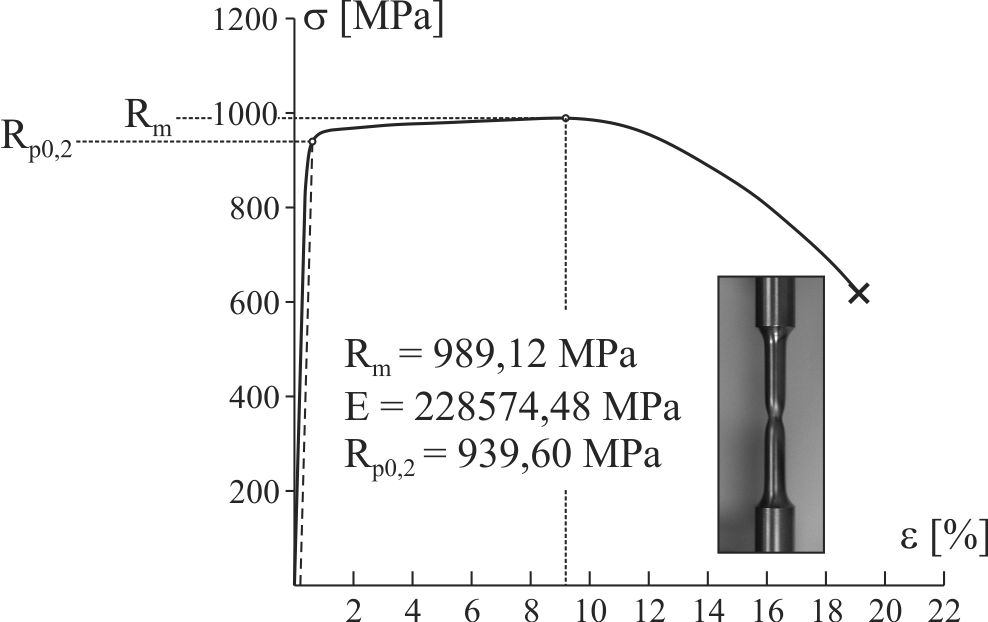 1200 σ [MPa]
Rm 1000
Rp0,2
800
600
Rm = 989,12 MPa
400 E = 228574,48 MPa
Rp0,2 = 939,60 MPa
200
ε [%]
2 4 6 8 10 12 14 16 18 20 22